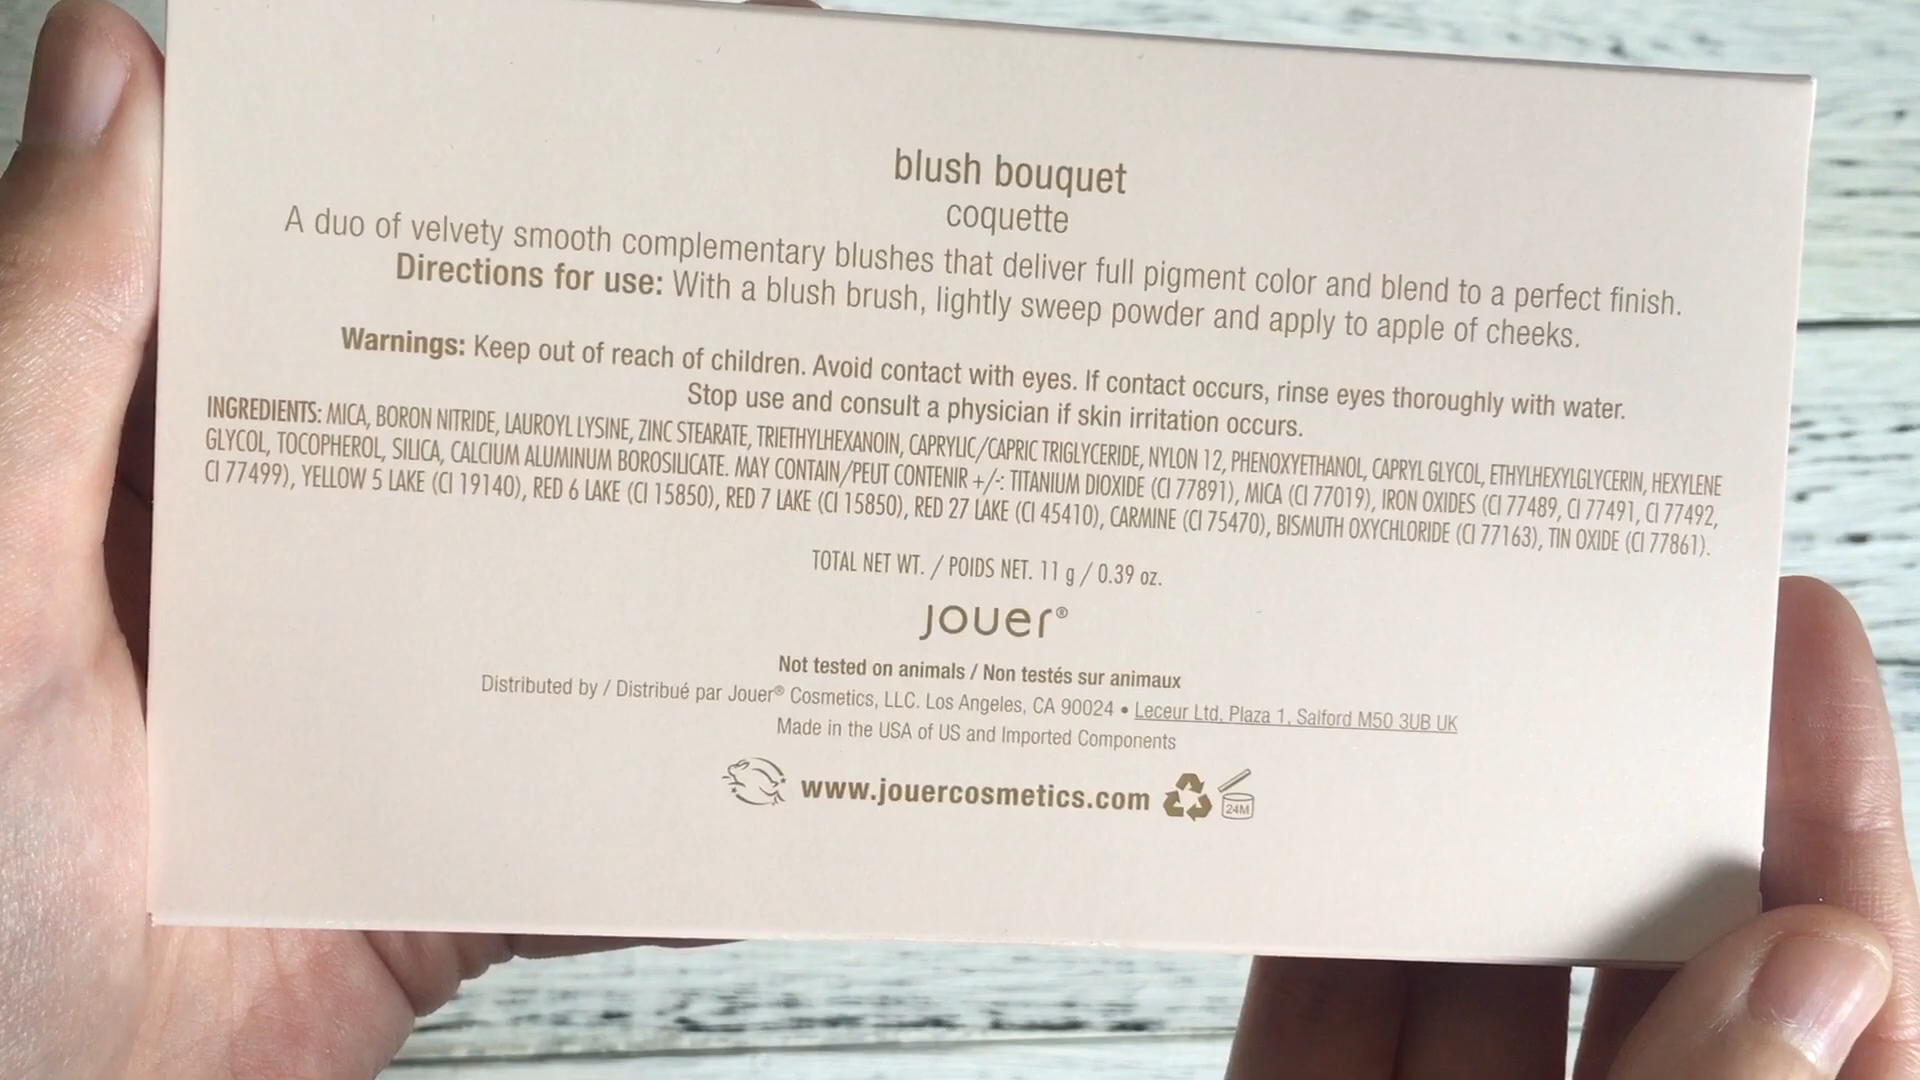 blush bouquet
coquette
A duo of velvety smooth complementary blushes that deliver full pigment color and blend to a perfect finish.
Directions for use: With a blush brush, lightly sweep powder and apply to apple of cheeks.
Warnings: Keep out of reach of children. Avoid contact with eyes. If contact occurs, rinse eyes thoroughly with water.
Stop use and consult a physician if skin irritation occurs.
INGREDIENTS: MICA, BORON NITRIDE, LAUROYL LYSINE, ZINC STEARATE, TRIETHYLHEXANOIN, CAPRYLIC/CAPRIC TRIGLYCERIDE, NYLON 12, PHENOXYETHANOL, CAPRYL GLYCOL, ETHYLHEXYLGLYCERIN, HEXYLENE
GLYCOL, TOCOPHEROL, SILICA, CALCIUM ALUMINUM BOROSILICATE. MAY CONTAIN/PEUT CONTENIR +/-: TITANIUM DIOXIDE (CI 77891), MICA (CI 77019), IRON OXIDES (CI 77489, CI 77491, CI 77492,
CI 77499), YELLOW 5 LAKE (CI 19140), RED 6 LAKE (CI 15850), RED 7 LAKE (CI 15850), RED 27 LAKE (CI 45410), CARMINE (CI 75470), BISMUTH OXYCHLORIDE (CI 77163), TIN OXIDE (CI 77861).
TOTAL NET WT. / POIDS NET. 11 g / 0.39 oz.
Jouer®
Not tested on animals / Non testés sur animaux
Distributed by / Distribué par Jouer® Cosmetics, LLC. Los Angeles, CA 90024 • Leceur Ltd, Plaza 1, Salford M50 3UB UK
Made in the USA of US and Imported Components
www.jouercosmetics.com 24M